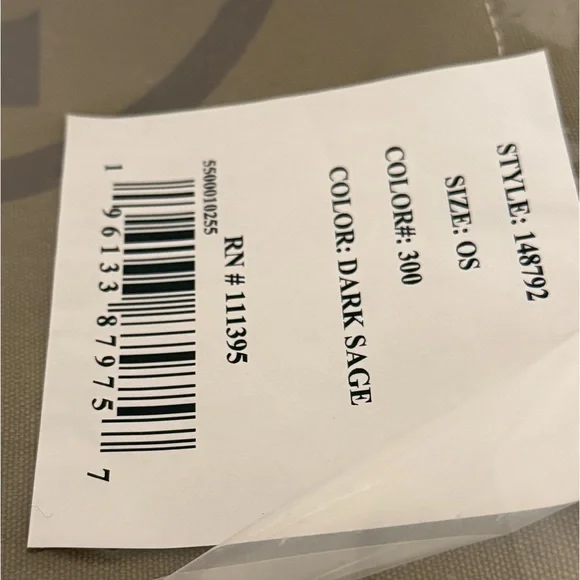 STYLE: 148792
SIZE: OS
COLOR#: 300
COLOR: DARK SAGE
RN # 111395
5500010255
1 96133 87975 7